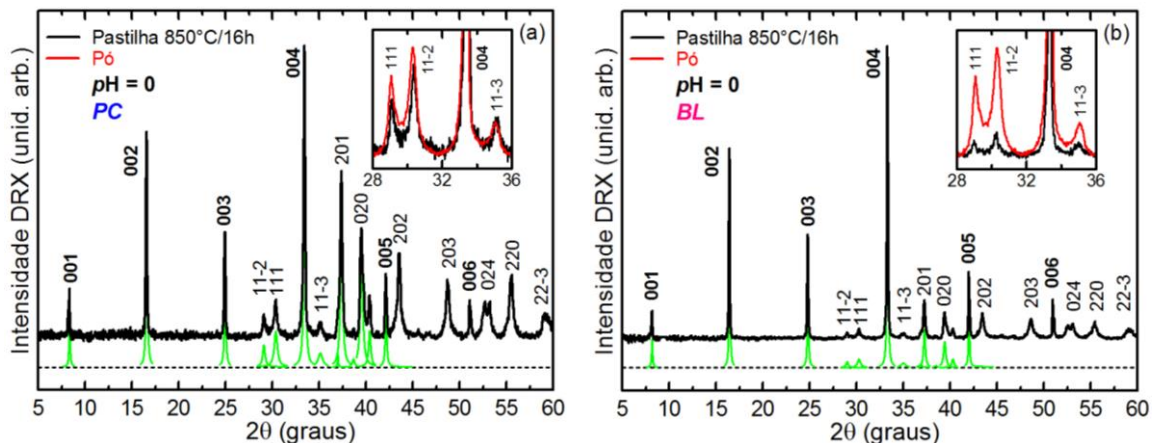 (a)
Pastilha 850°C/16h
Pó
pH = 0
PC
001
002
003
11-2
111
004
11-3
201
020
005
202
203
006
024
220
22-3
111
11-2
004
11-3
28 32 36
5 10 15 20 25 30 35 40 45 50 55 60
2θ (graus)
Intensidade DRX (unid. arb.)
(b)
Pastilha 850°C/16h
Pó
pH = 0
BL
001
002
003
11-2
111
004
11-3
201
020
005
202
203
006
024
220
22-3
111
11-2
004
11-3
28 32 36
5 10 15 20 25 30 35 40 45 50 55 60
2θ (graus)
Intensidade DRX (unid. arb.)